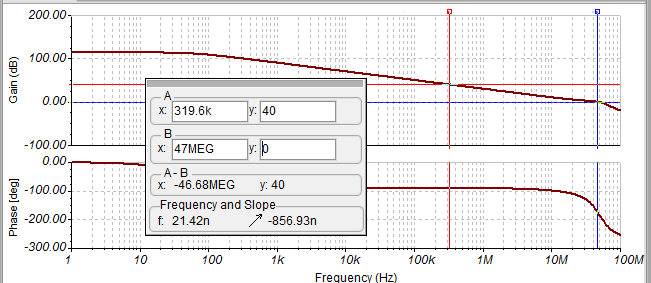 200.00
100.00
0.00
-100.00
Gain (dB)
A
x: 319.6k y: 40
B
x: 47MEG y: 0
A - B
x: -46.68MEG y: 40
Frequency and Slope
f: 21.42n -856.93n
0.00
-100.00
-200.00
-300.00
Phase [deg]
1 10 100 1k 10k 100k 1M 10M 100M
Frequency (Hz)